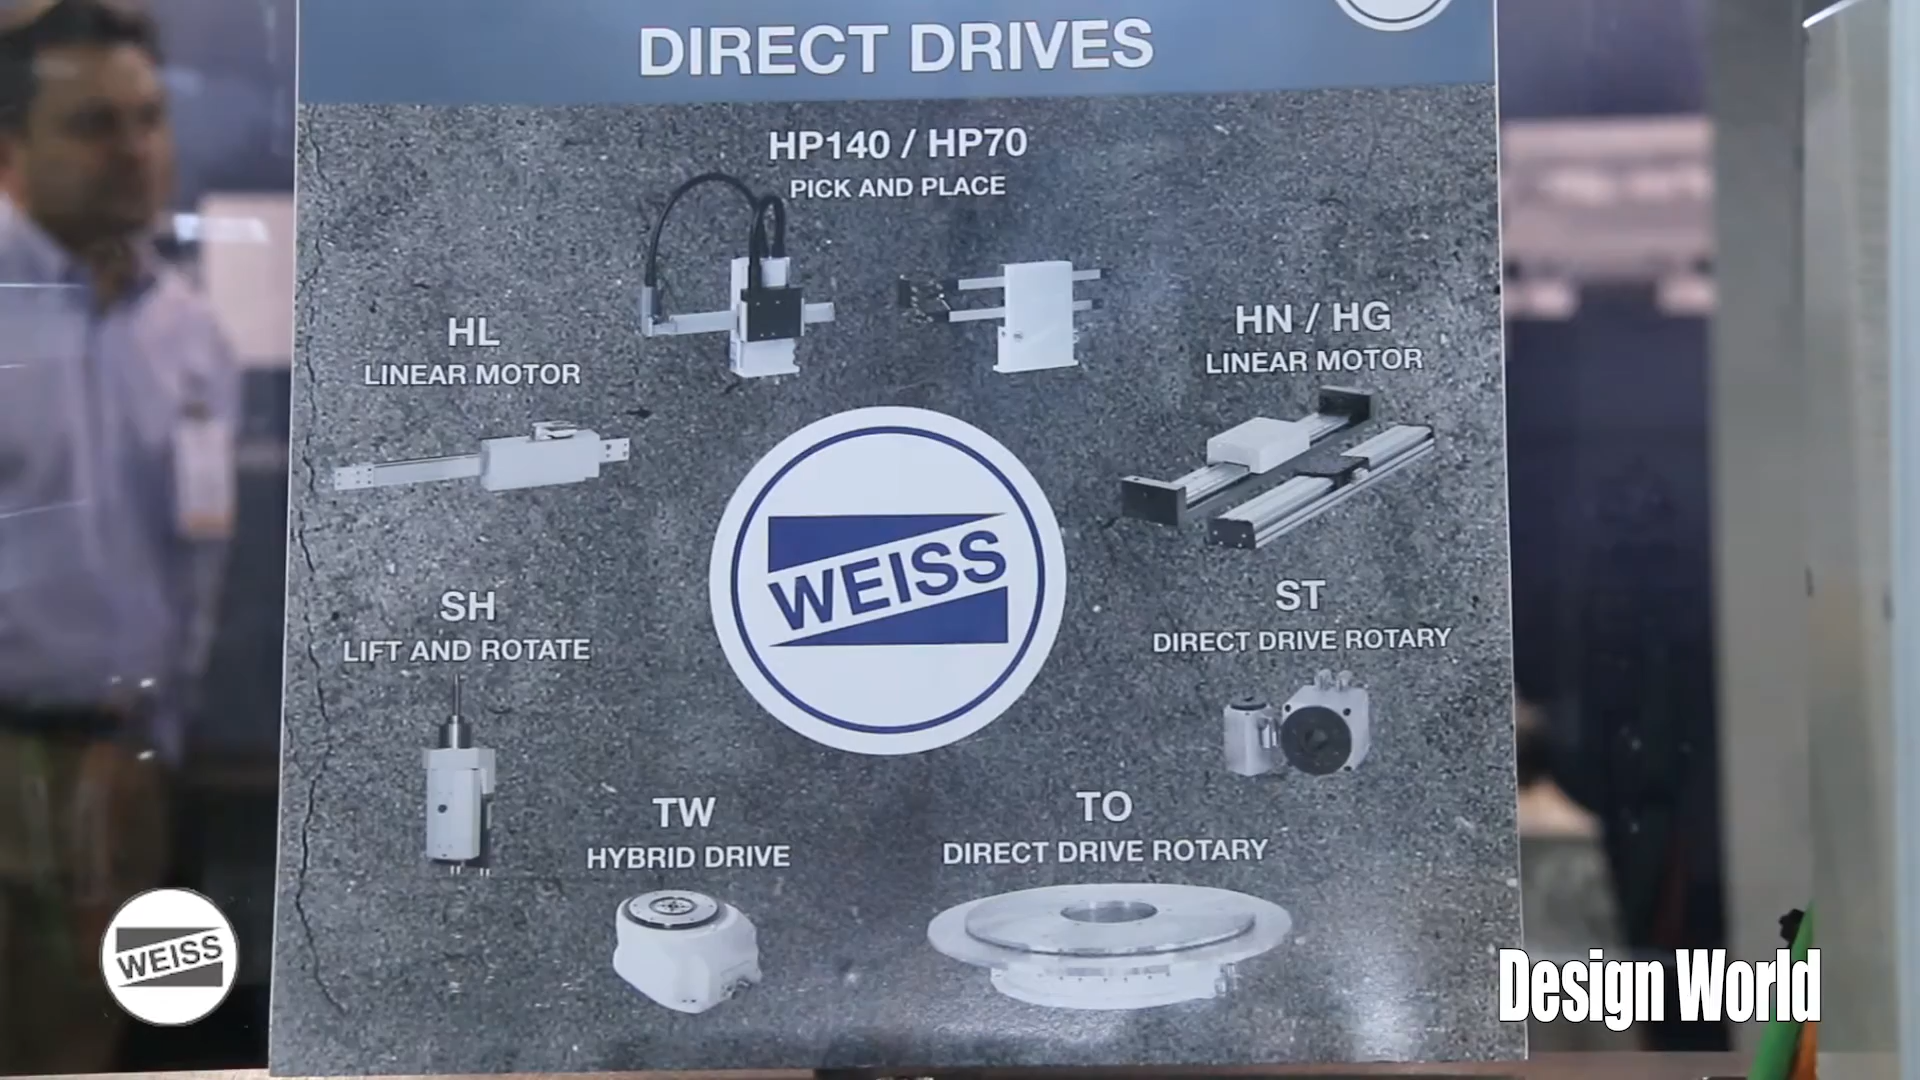 DIRECT DRIVES
HP140 / HP70
PICK AND PLACE
HL
LINEAR MOTOR
HN / HG
LINEAR MOTOR
WEISS
SH
LIFT AND ROTATE
ST
DIRECT DRIVE ROTARY
TW
HYBRID DRIVE
TO
DIRECT DRIVE ROTARY
WEISS
Design World